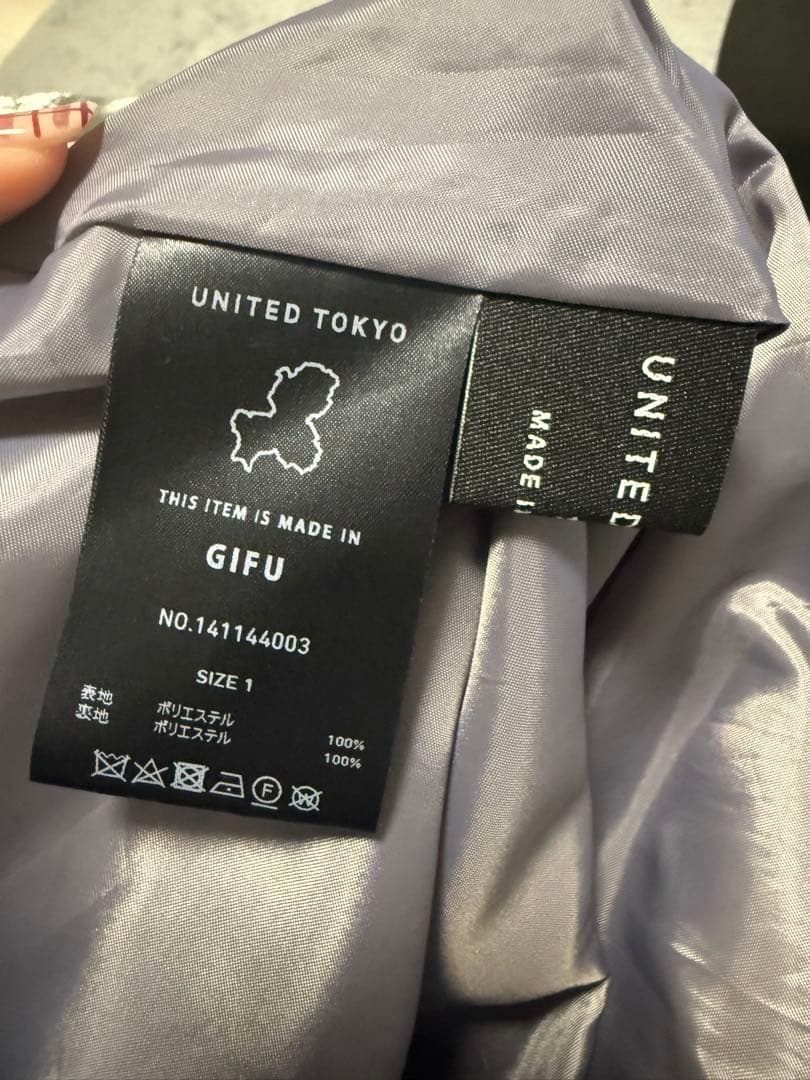 UNITED TOKYO
THIS ITEM IS MADE IN
GIFU
NO.141144003
SIZE 1
表地 ポリエステル 100%
裏地 ポリエステル 100%
F
W
UNITED
MADE